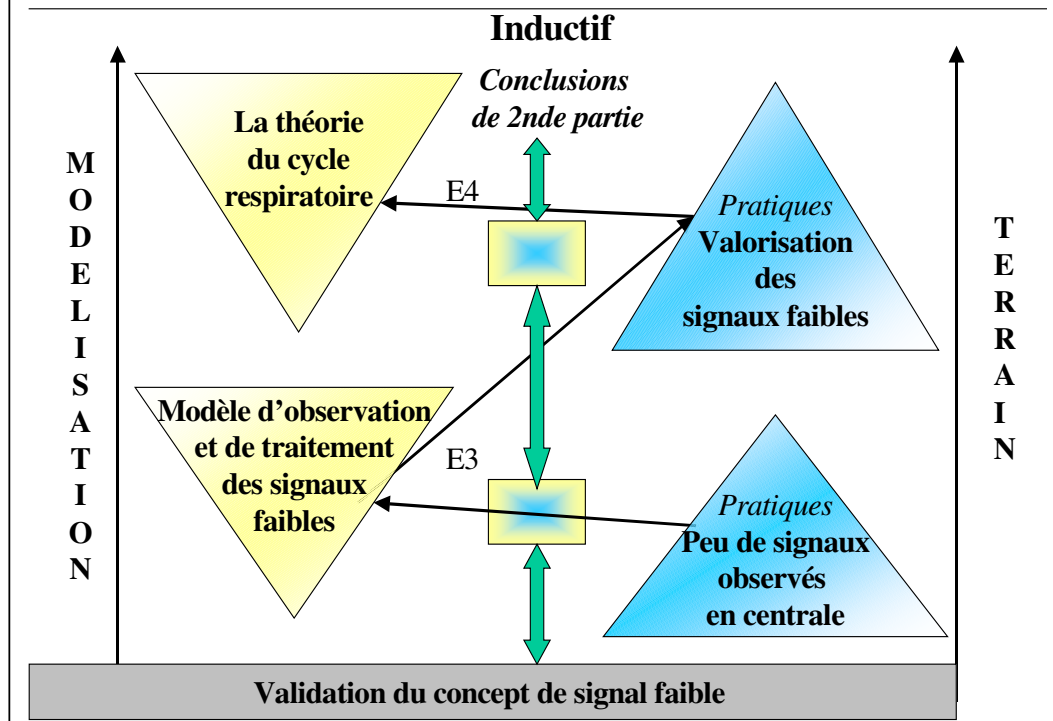 Inductif
Conclusions
de 2nde partie
La théorie
du cycle
respiratoire
E4
Pratiques
Valorisation
des
signaux faibles
MODELISATION
TERRAIN
Modèle d'observation
et de traitement
des signaux
faibles
E3
Pratiques
Peu de signaux
observés
en centrale
Validation du concept de signal faible